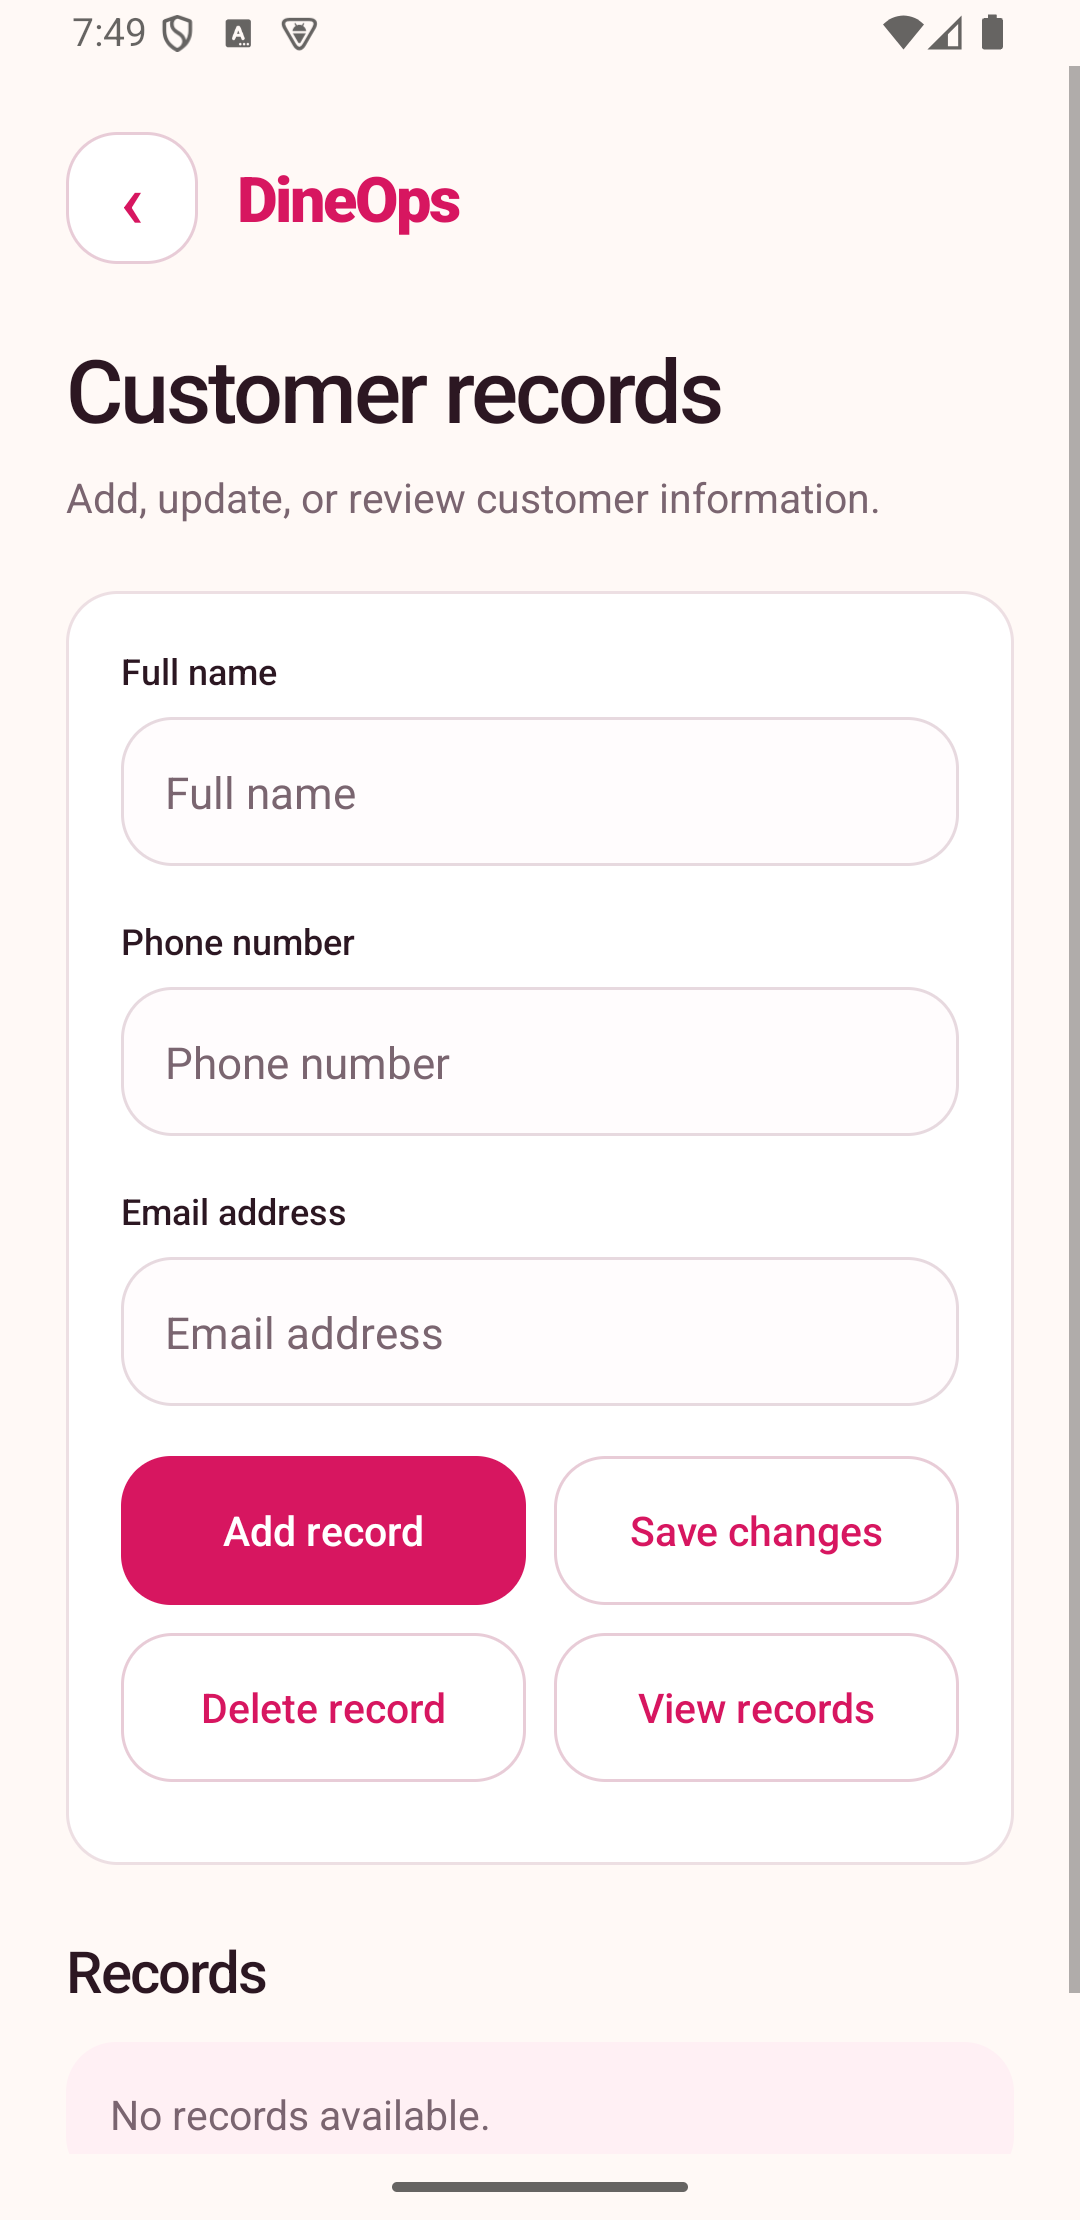 7:49
DineOps
Customer records
Add, update, or review customer information.
Full name
Full name
Phone number
Phone number
Email address
Email address
Add record
Save changes
Delete record
View records
Records
No records available.